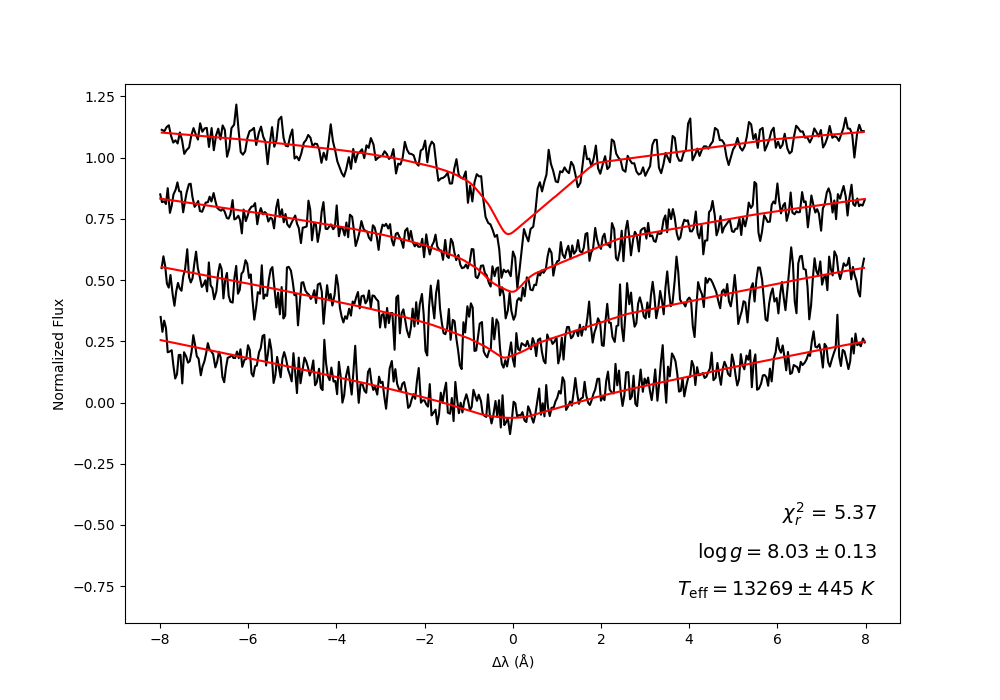 1.25
1.00
0.75
0.50
0.25
0.00
−0.25
−0.50
−0.75
Normalized Flux
χ²ᵣ = 5.37
log g = 8.03 ± 0.13
T_eff = 13269 ± 445 K
−8 −6 −4 −2 0 2 4 6 8
Δλ (Å)